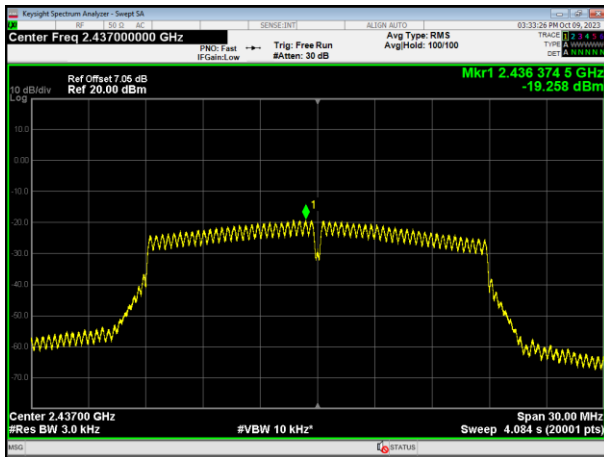 Keysight Spectrum Analyzer - Swept SA
RF 50 Ω AC SENSE:INT ALIGN AUTO 03:33:26 PM Oct 09, 2023
Center Freq 2.437000000 GHz
PNO: Fast
IFGain:Low
Trig: Free Run
#Atten: 30 dB
Avg Type: RMS
Avg|Hold: 100/100
TRACE 1 2 3 4 5 6
TYPE A WWWWW
DET A N N N N N
Ref Offset 7.05 dB
Ref 20.00 dBm
Mkr1 2.436 374 5 GHz
-19.258 dBm
10 dB/div
Log
10.0
0.00
-10.0
-20.0
-30.0
-40.0
-50.0
-60.0
-70.0
1
Center 2.43700 GHz
#Res BW 3.0 kHz
#VBW 10 kHz*
Span 30.00 MHz
Sweep 4.084 s (20001 pts)
MSG
STATUS